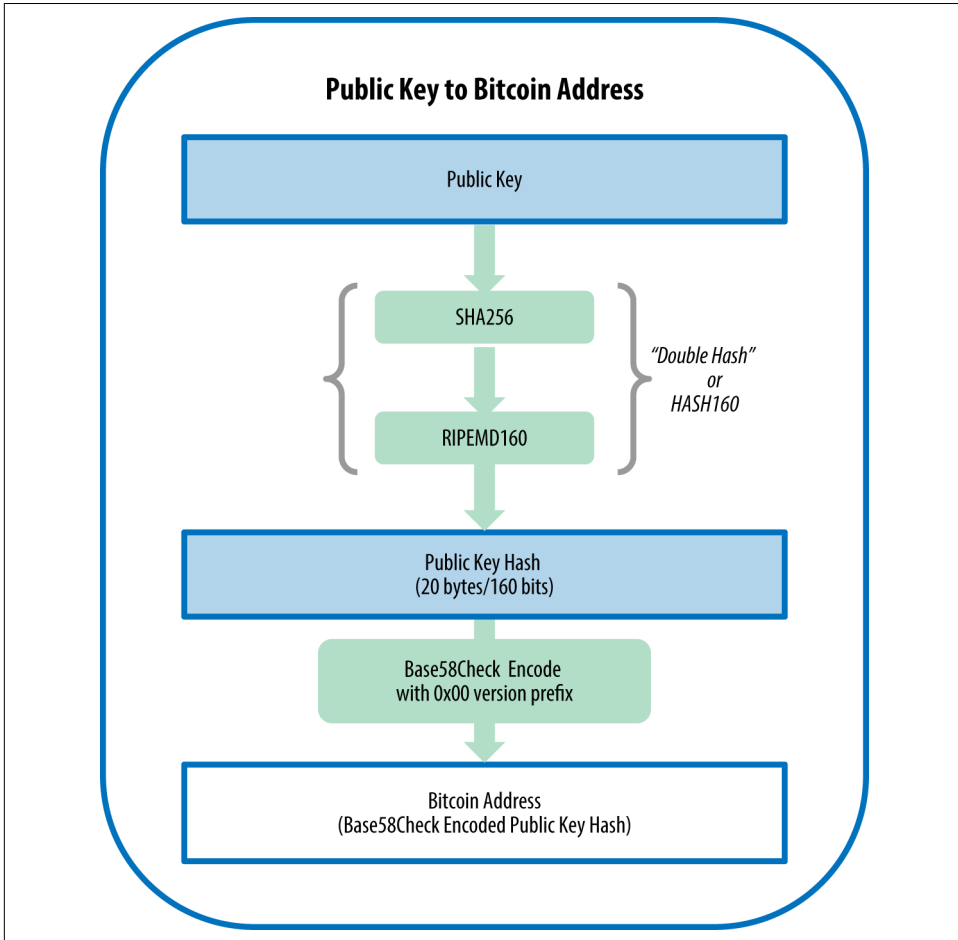 Public Key to Bitcoin Address
Public Key
SHA256
RIPEMD160
“Double Hash”
or
HASH160
Public Key Hash
(20 bytes/160 bits)
Base58Check Encode
with 0x00 version prefix
Bitcoin Address
(Base58Check Encoded Public Key Hash)